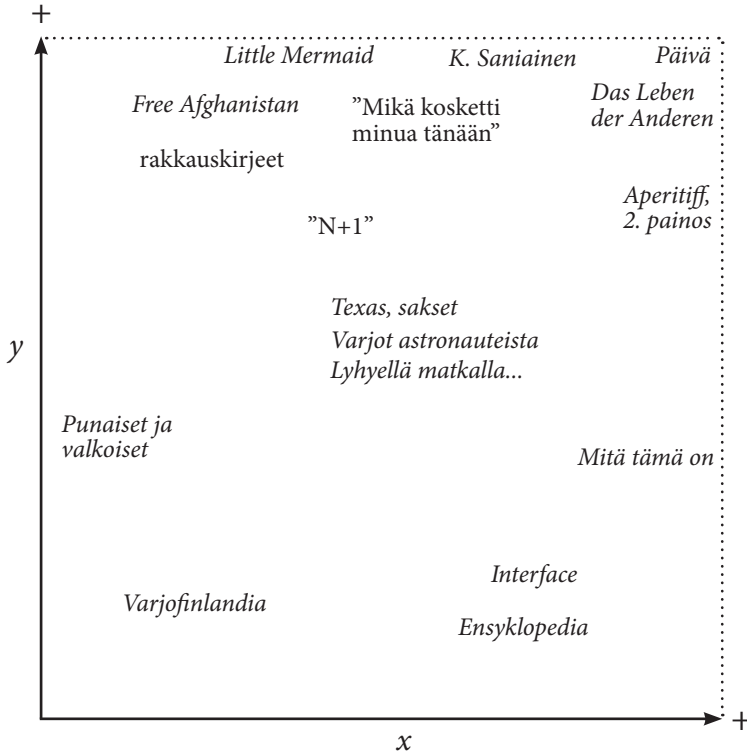 +
Little Mermaid
K. Saniainen
Päivä
Free Afghanistan
”Mikä kosketti
minua tänään”
Das Leben
der Anderen
rakkauskirjeet
Aperitiff,
2. painos
”N+1”
Texas, sakset
Varjot astronauteista
Lyhyellä matkalla...
y
Punaiset ja
valkoiset
Mitä tämä on
Interface
Varjofinlandia
Ensyklopedia
+
x